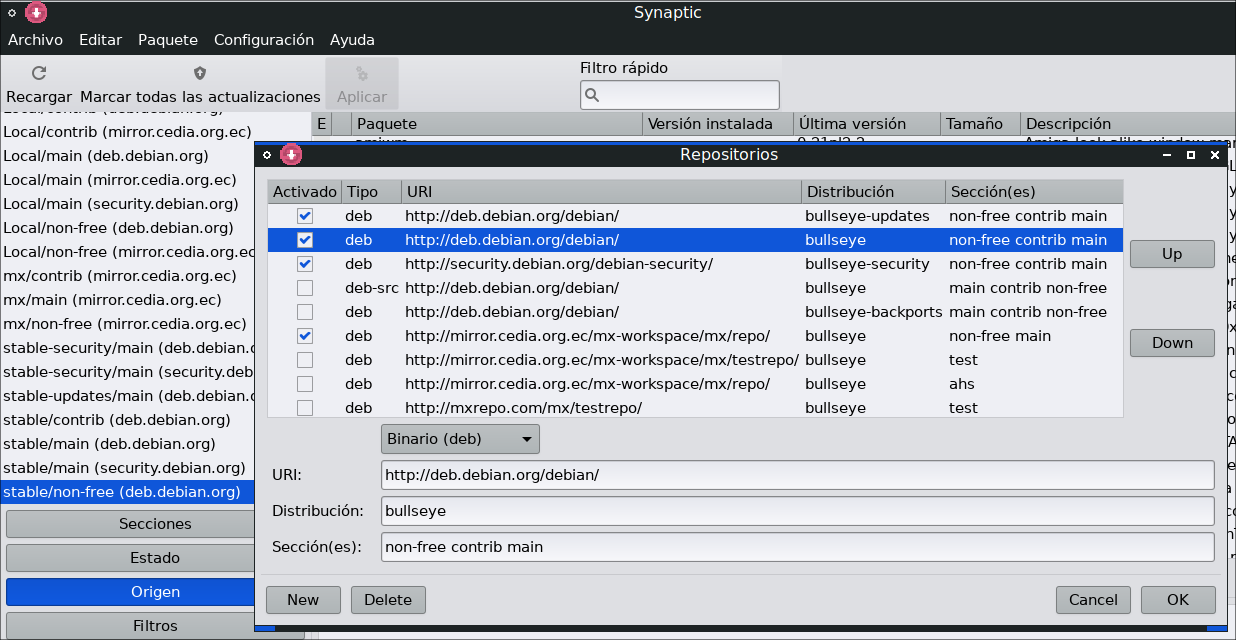 Synaptic
Archivo Editar Paquete Configuración Ayuda
Recargar Marcar todas las actualizaciones Aplicar
Filtro rápido
E Paquete Versión instalada Última versión Tamaño Descripción
Local/contrib (mirror.cedia.org.ec)
Local/main (deb.debian.org)
Local/main (mirror.cedia.org.ec)
Local/main (security.debian.org)
Local/non-free (deb.debian.org)
Local/non-free (mirror.cedia.org.ec
mx/contrib (mirror.cedia.org.ec)
mx/main (mirror.cedia.org.ec)
mx/non-free (mirror.cedia.org.ec)
stable-security/main (deb.debian.
stable-security/main (security.deb
stable-updates/main (deb.debian.
stable/contrib (deb.debian.org)
stable/main (deb.debian.org)
stable/main (security.debian.org)
stable/non-free (deb.debian.org)
Secciones
Estado
Origen
Filtros
Repositorios
Activado Tipo URI Distribución Sección(es)
deb http://deb.debian.org/debian/ bullseye-updates non-free contrib main
deb http://deb.debian.org/debian/ bullseye non-free contrib main
deb http://security.debian.org/debian-security/ bullseye-security non-free contrib main
deb-src http://deb.debian.org/debian/ bullseye main contrib non-free
deb http://deb.debian.org/debian/ bullseye-backports main contrib non-free
deb http://mirror.cedia.org.ec/mx-workspace/mx/repo/ bullseye non-free main
deb http://mirror.cedia.org.ec/mx-workspace/mx/testrepo/ bullseye test
deb http://mirror.cedia.org.ec/mx-workspace/mx/repo/ bullseye ahs
deb http://mxrepo.com/mx/testrepo/ bullseye test
Up
Down
Binario (deb)
URI: http://deb.debian.org/debian/
Distribución: bullseye
Sección(es): non-free contrib main
New Delete Cancel OK